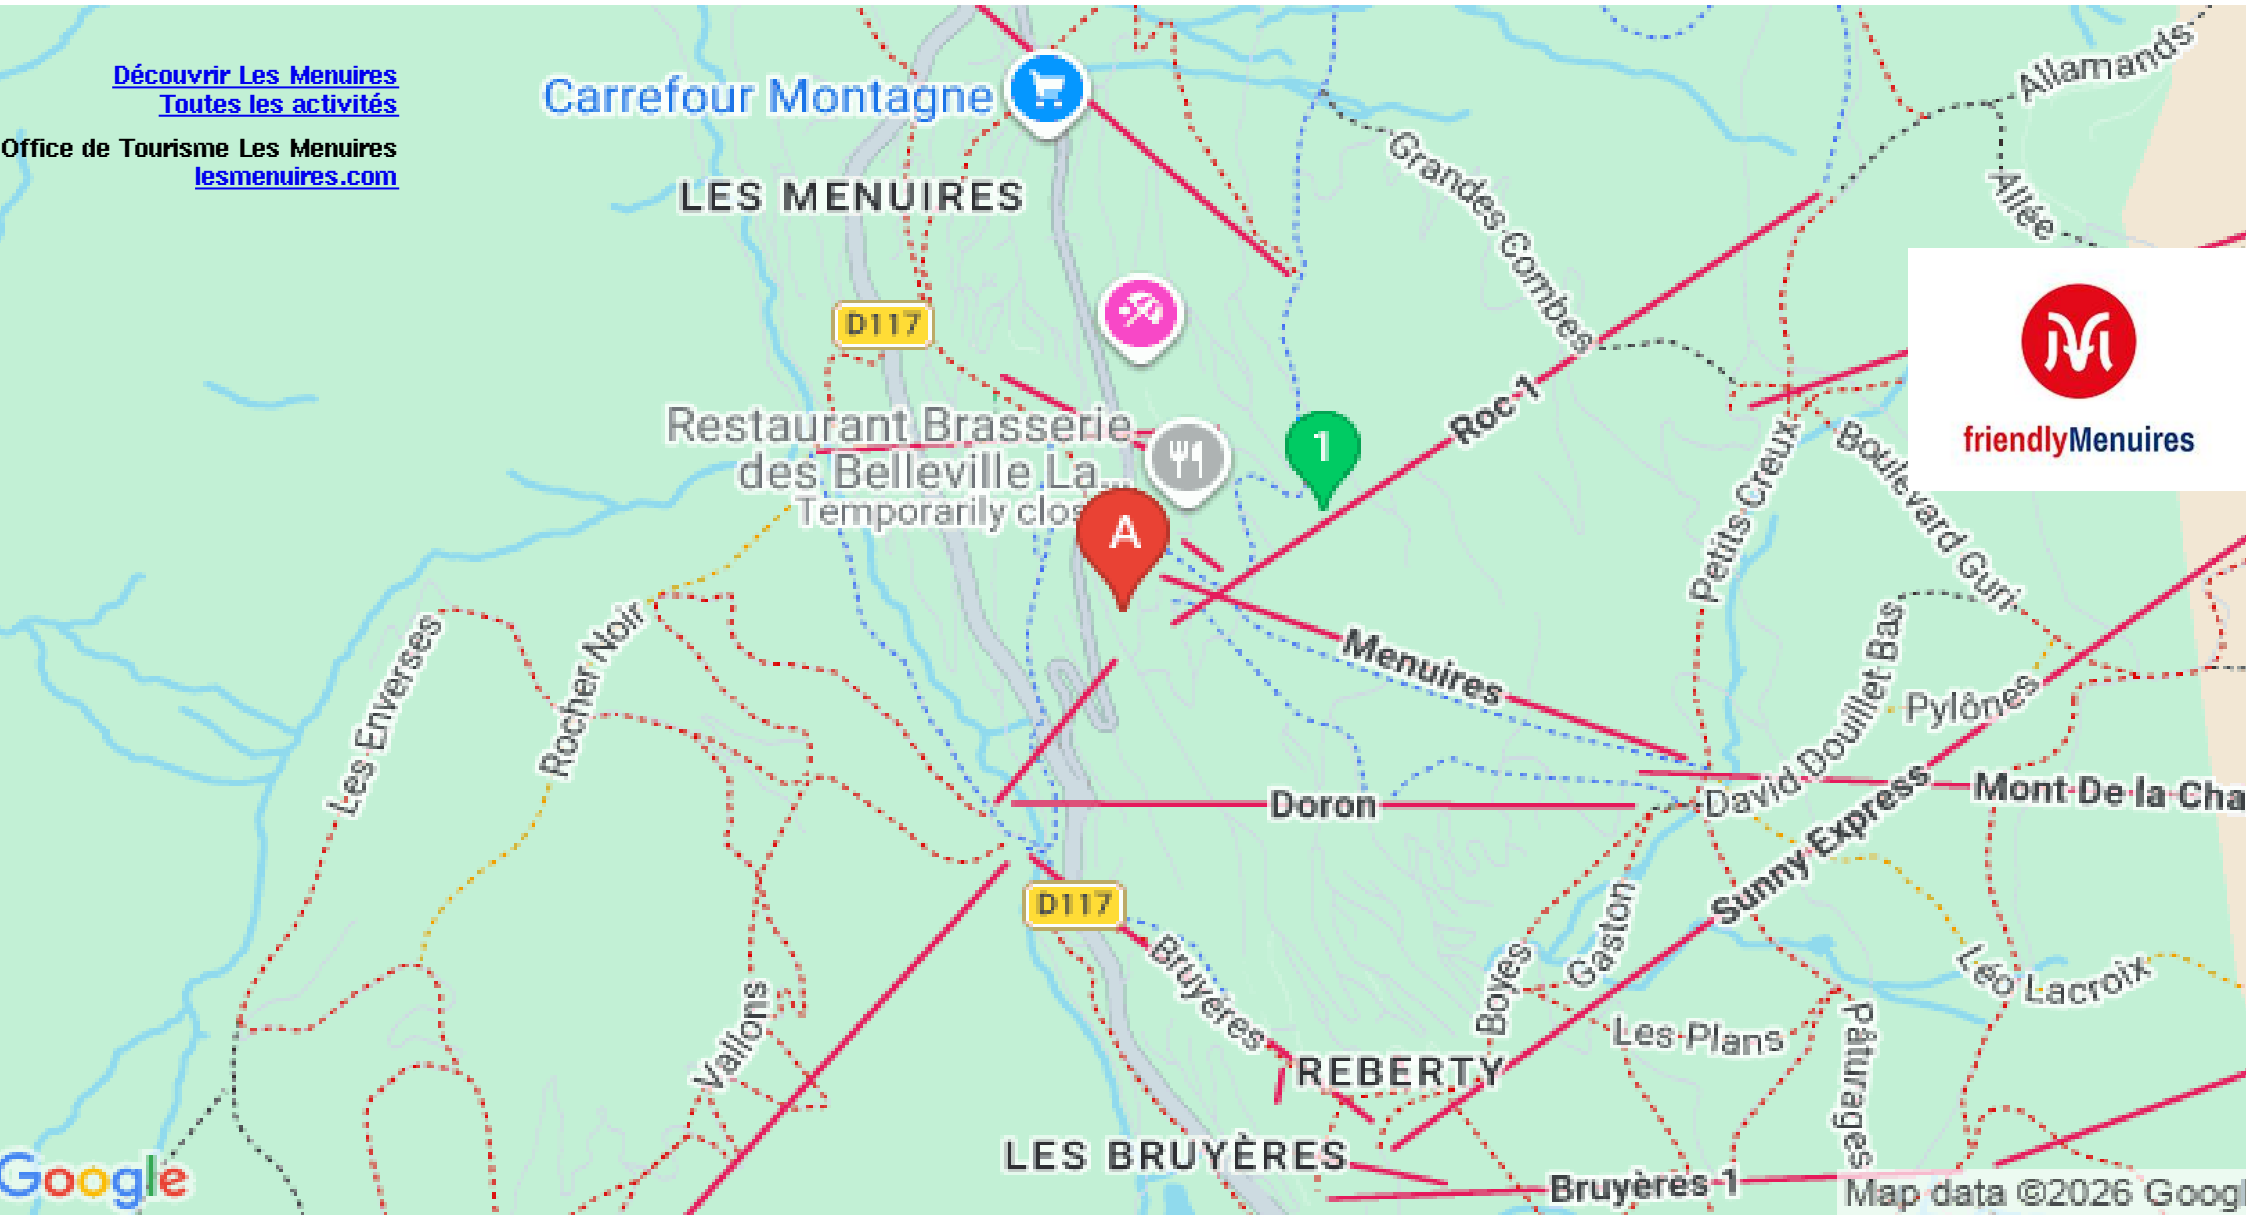 Découvrir Les Menuires
Toutes les activités
Office de Tourisme Les Menuires
lesmenuires.com
Carrefour Montagne
LES MENUIRES
Allamands
Grandes Combes
Allée
D117
friendlyMenuires
Roc 1
Restaurant Brasserie
des Belleville La...
Temporarily clos
1
A
Petits Creux
Boulevard Guri
Les Enverses
Rocher Noir
Menuires
David Douillet Bas
Pylônes
Doron
Mont De la Cha
Sunny Express
D117
Bruyères
Boyes
Gaston
Léo Lacroix
Les Plans
Vallons
Pâturages
REBERTY
LES BRUYÈRES
Bruyères 1
Google
Map data ©2026 Googl